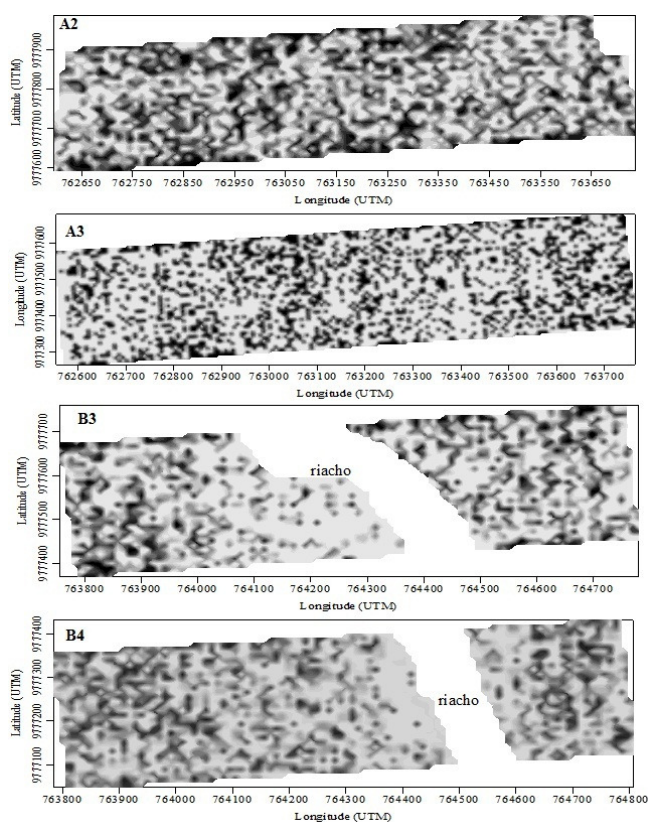 A2
Latitude (UTM)
9777600 9777700 9777800 9777900
762650 762750 762850 762950 763050 763150 763250 763350 763450 763550 763650
Longitude (UTM)
A3
Longitude (UTM)
9777300 9777400 9777500 9777600
762600 762700 762800 762900 763000 763100 763200 763300 763400 763500 763600 763700
Longitude (UTM)
B3
riacho
Latitude (UTM)
9777400 9777500 9777600 9777700
763800 763900 764000 764100 764200 764300 764400 764500 764600 764700
Longitude (UTM)
B4
riacho
Latitude (UTM)
9777100 9777200 9777300 9777400
763800 763900 764000 764100 764200 764300 764400 764500 764600 764700 764800
Longitude (UTM)